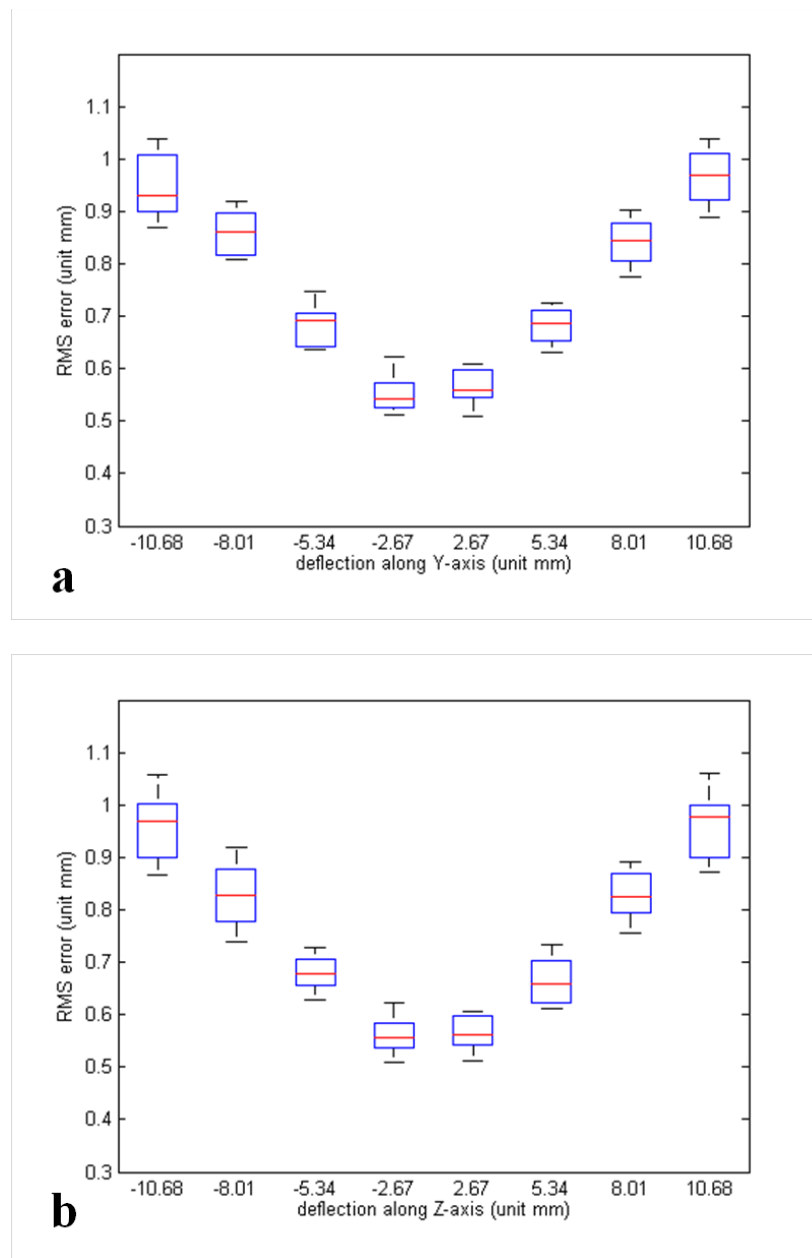 1.1
1
0.9
0.8
0.7
0.6
0.5
0.4
0.3
RMS error (unit mm)
-10.68 -8.01 -5.34 -2.67 2.67 5.34 8.01 10.68
deflection along Y-axis (unit mm)
a
1.1
1
0.9
0.8
0.7
0.6
0.5
0.4
0.3
RMS error (unit mm)
-10.68 -8.01 -5.34 -2.67 2.67 5.34 8.01 10.68
deflection along Z-axis (unit mm)
b